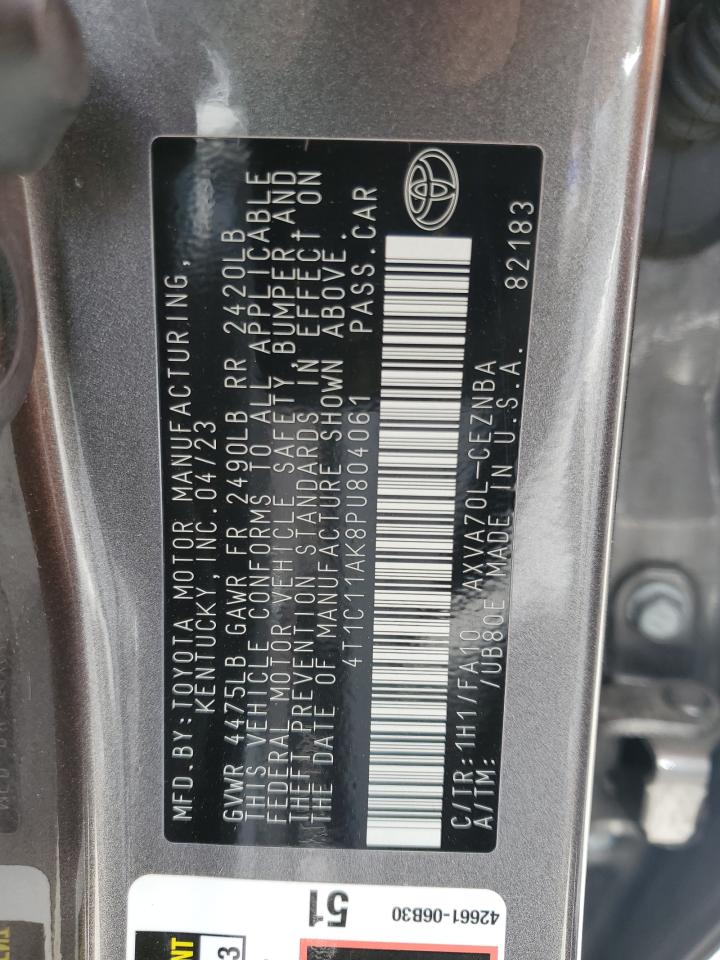 MFD.BY:TOYOTA MOTOR MANUFACTURING,
KENTUCKY,INC.04/23
GVWR 4475LB GAWR FR 2490LB RR 2420LB
THIS VEHICLE CONFORMS TO ALL APPLICABLE
FEDERAL MOTOR VEHICLE SAFETY, BUMPER,AND
THEFT PREVENTION STANDARDS IN EFFECT ON
THE DATE OF MANUFACTURE SHOWN ABOVE.
4T1C11AK8PU804061 PASS.CAR
C/TR:1H1/FA10 AXVA70L-CEZNBA
A/TM: /UB80E MADE IN U.S.A. 82183
51
42661-06B30